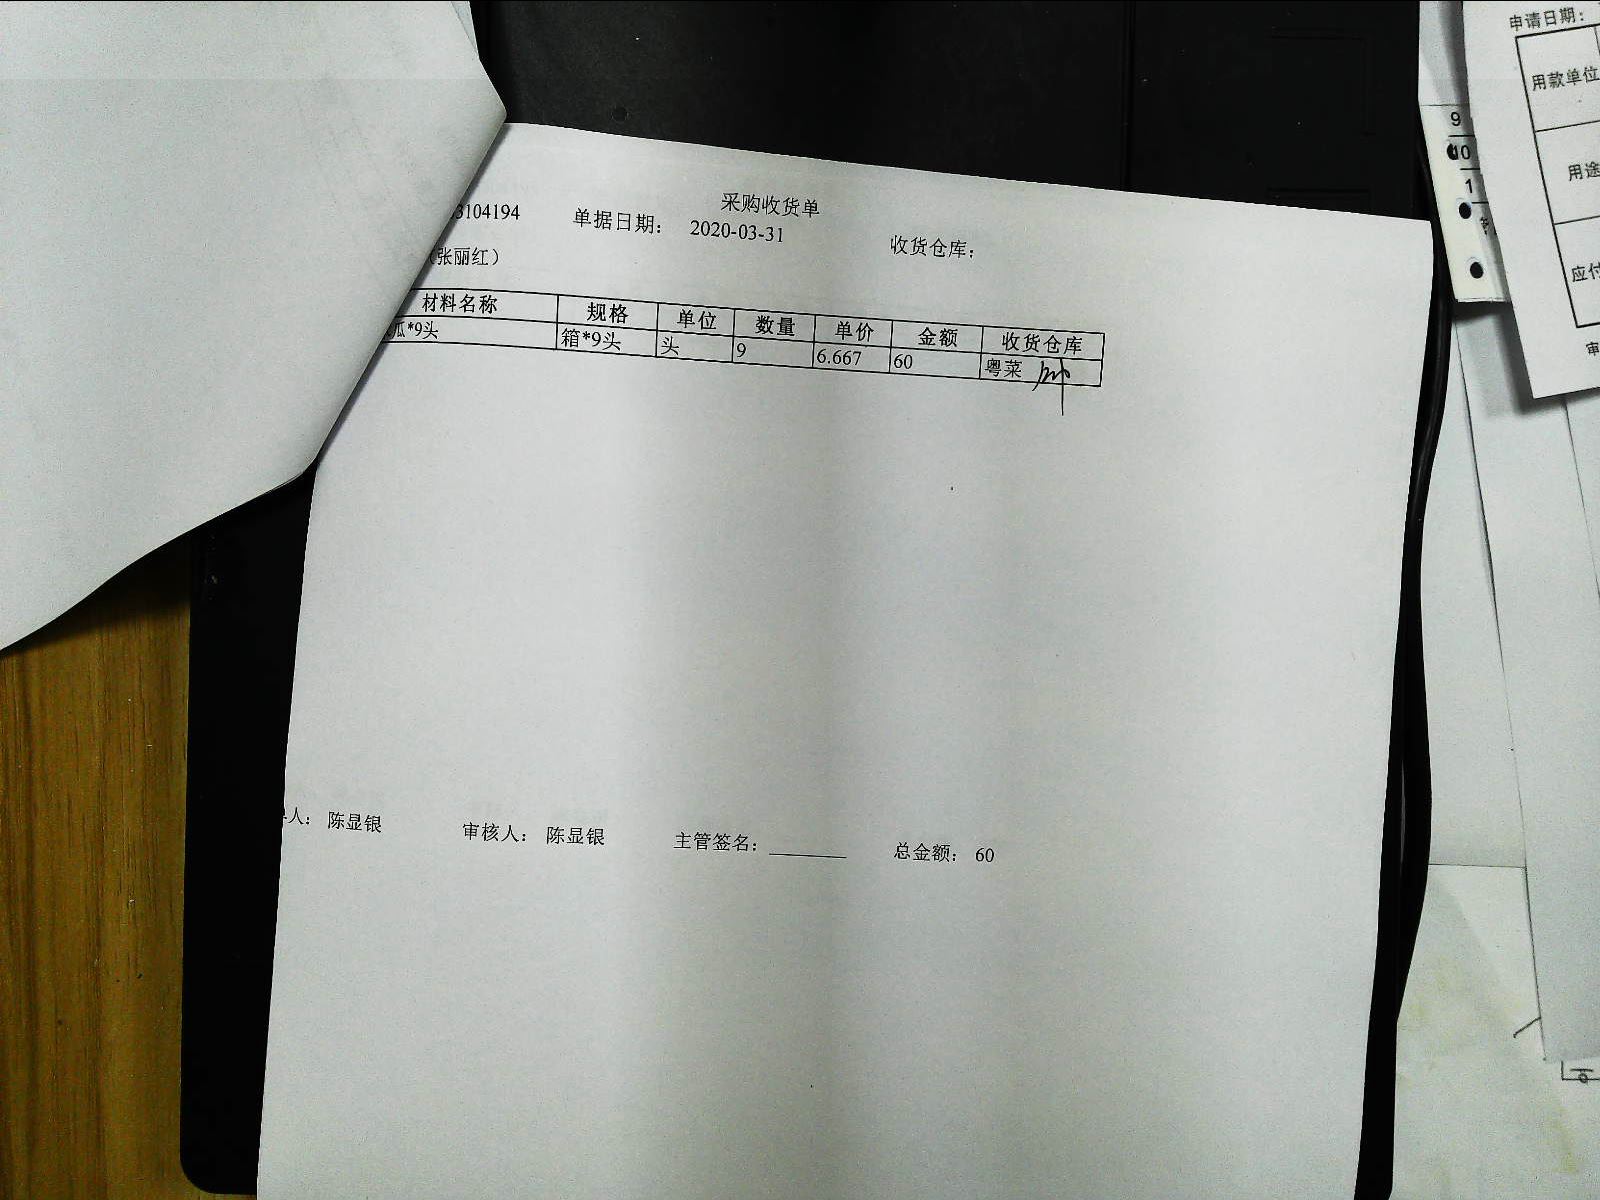 采购收货单
3104194 单据日期： 2020-03-31 收货仓库：
（张丽红）
材料名称 规格 单位 数量 单价 金额 收货仓库
瓜*9头 箱*9头 头 9 6.667 60 粤菜
人： 陈显银 审核人： 陈显银 主管签名： 总金额： 60
申请日期：
用款单位
用途
应付
审
9
10
1